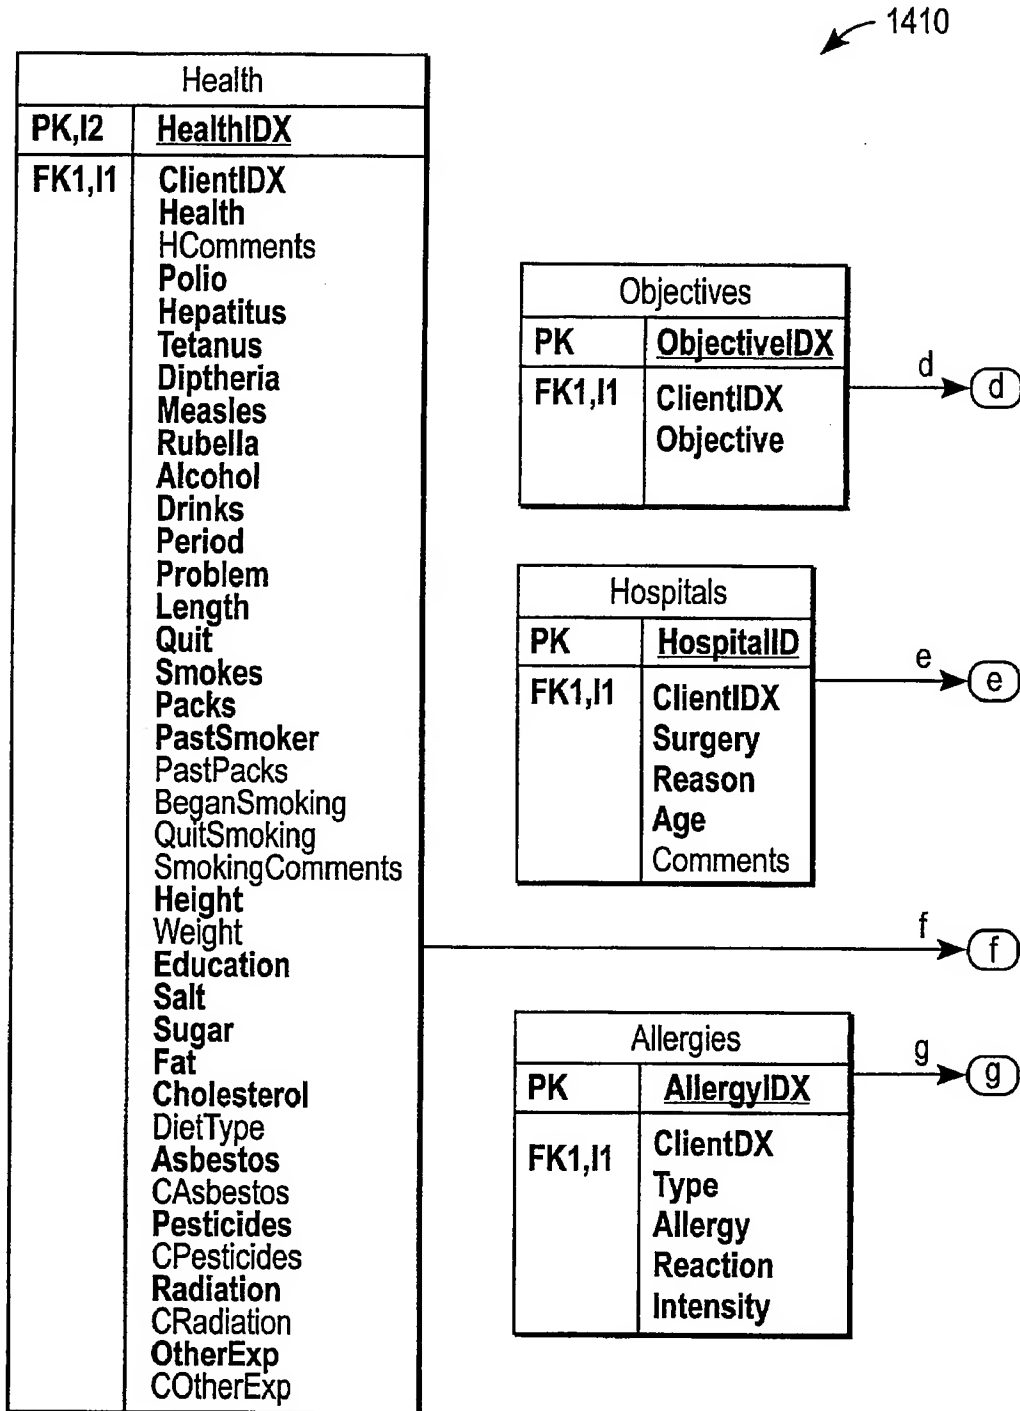 1410
Health
PK,I2 HealthIDX
FK1,I1 ClientIDX
Health
HComments
Polio
Hepatitus
Tetanus
Diptheria
Measles
Rubella
Alcohol
Drinks
Period
Problem
Length
Quit
Smokes
Packs
PastSmoker
PastPacks
BeganSmoking
QuitSmoking
SmokingComments
Height
Weight
Education
Salt
Sugar
Fat
Cholesterol
DietType
Asbestos
CAsbestos
Pesticides
CPesticides
Radiation
CRadiation
OtherExp
COtherExp
Objectives
PK ObjectiveIDX
FK1,I1 ClientIDX
Objective
d
d
Hospitals
PK HospitalID
FK1,I1 ClientIDX
Surgery
Reason
Age
Comments
e
e
f
f
Allergies
PK AllergyIDX
FK1,I1 ClientDX
Type
Allergy
Reaction
Intensity
g
g